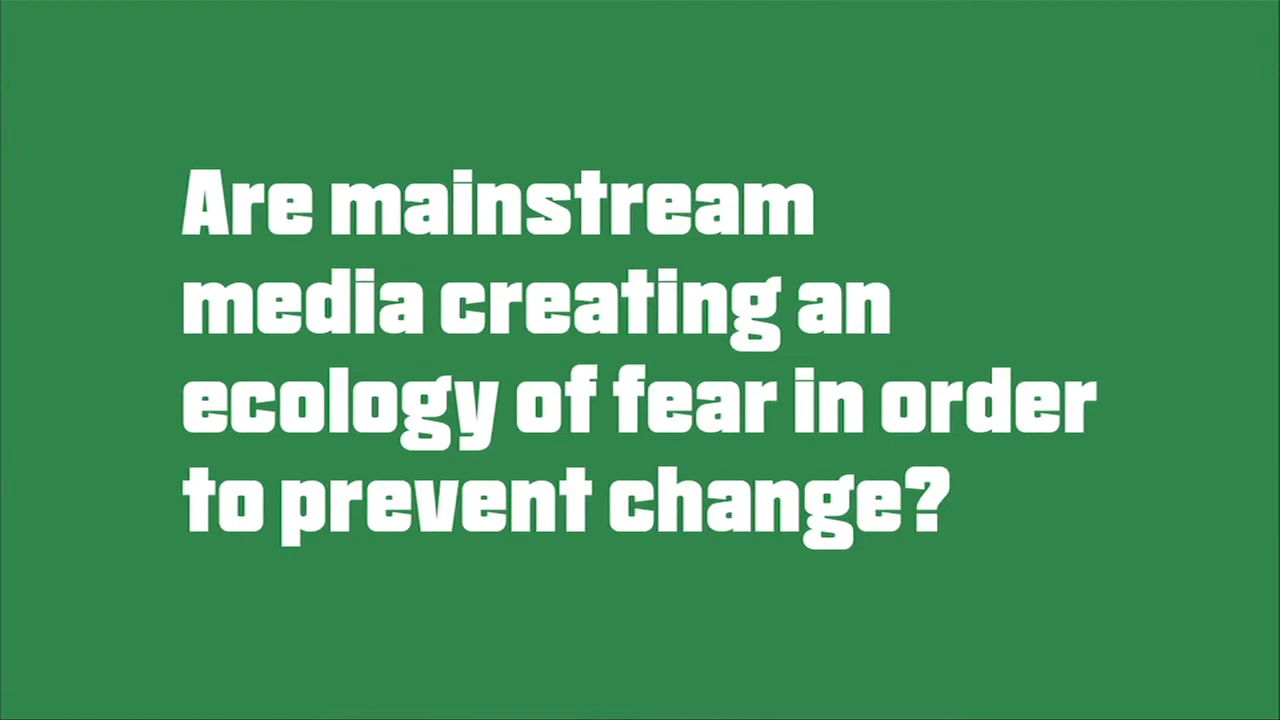 Are mainstream
media creating an
ecology of fear in order
to prevent change?